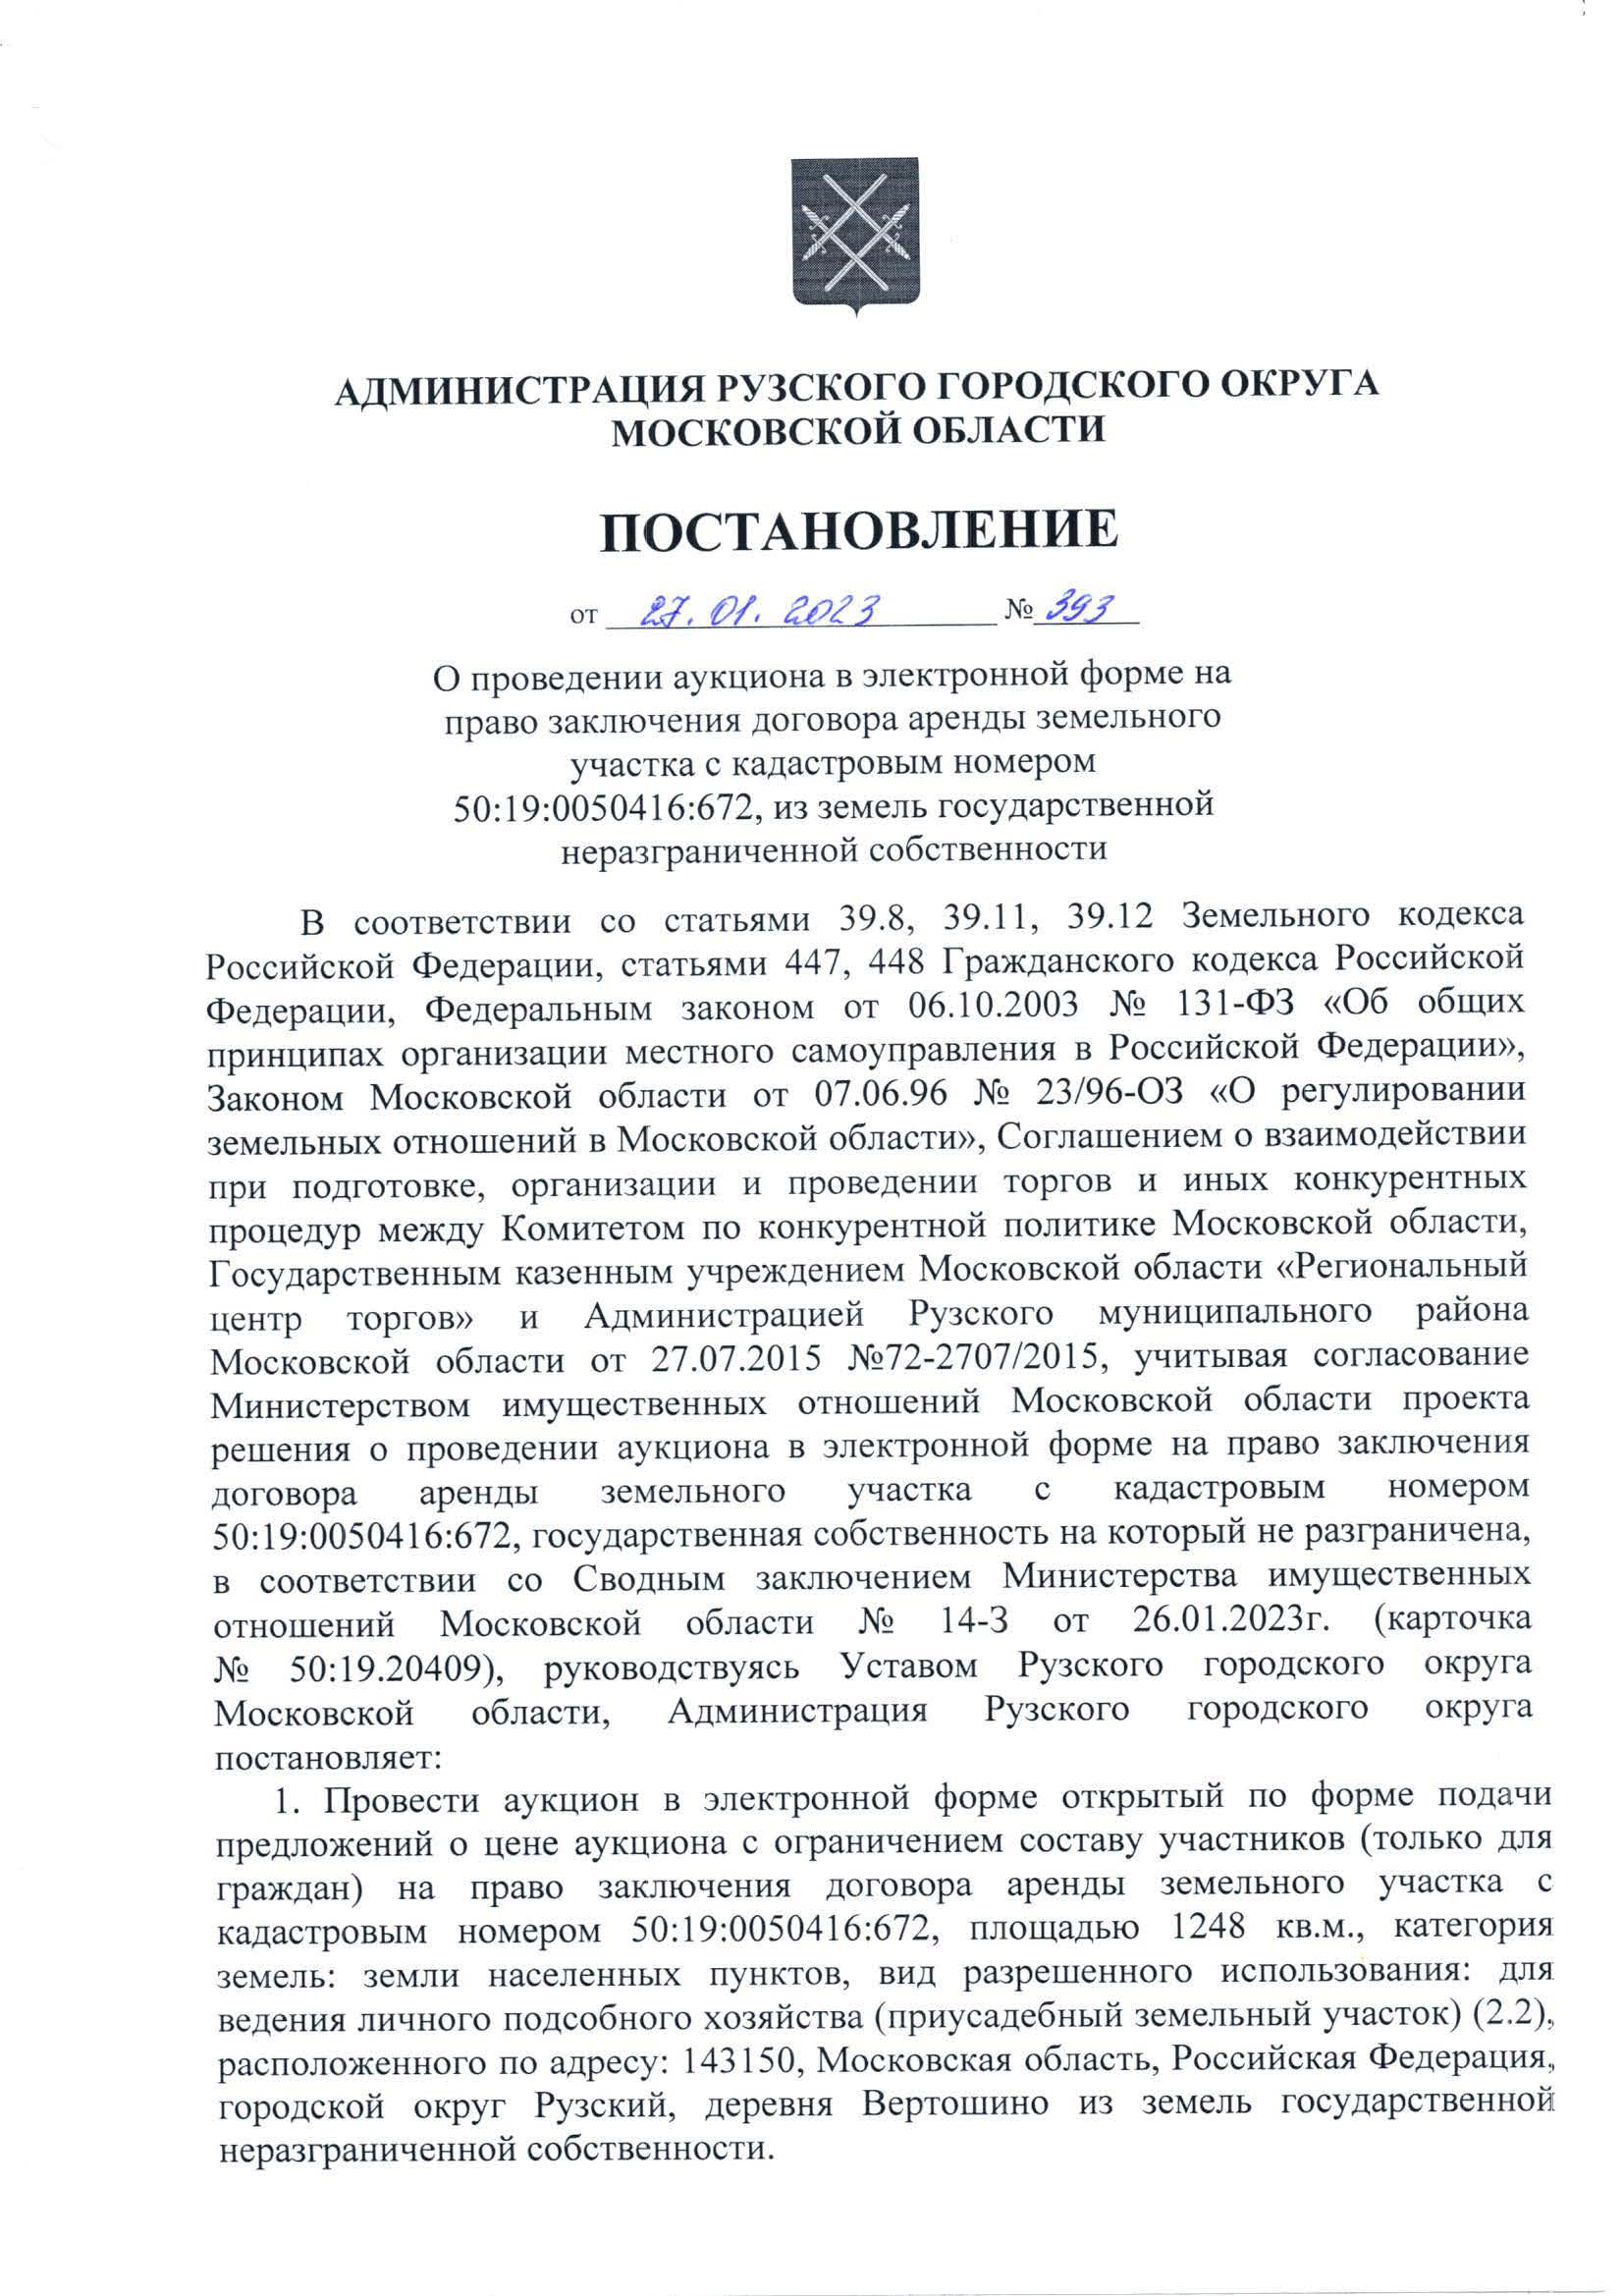 АДМИНИСТРАЦИЯ РУЗСКОГО ГОРОДСКОГО ОКРУГА
МОСКОВСКОЙ ОБЛАСТИ
ПОСТАНОВЛЕНИЕ
от 27.01.2023 № 393
О проведении аукциона в электронной форме на
право заключения договора аренды земельного
участка с кадастровым номером
50:19:0050416:672, из земель государственной
неразграниченной собственности
В соответствии со статьями 39.8, 39.11, 39.12 Земельного кодекса
Российской Федерации, статьями 447, 448 Гражданского кодекса Российской
Федерации, Федеральным законом от 06.10.2003 № 131-ФЗ «Об общих
принципах организации местного самоуправления в Российской Федерации»,
Законом Московской области от 07.06.96 № 23/96-ОЗ «О регулировании
земельных отношений в Московской области», Соглашением о взаимодействии
при подготовке, организации и проведении торгов и иных конкурентных
процедур между Комитетом по конкурентной политике Московской области,
Государственным казенным учреждением Московской области «Региональный
центр торгов» и Администрацией Рузского муниципального района
Московской области от 27.07.2015 №72-2707/2015, учитывая согласование
Министерством имущественных отношений Московской области проекта
решения о проведении аукциона в электронной форме на право заключения
договора аренды земельного участка с кадастровым номером
50:19:0050416:672, государственная собственность на который не разграничена,
в соответствии со Сводным заключением Министерства имущественных
отношений Московской области № 14-З от 26.01.2023г. (карточка
№ 50:19.20409), руководствуясь Уставом Рузского городского округа
Московской области, Администрация Рузского городского округа
постановляет:
1. Провести аукцион в электронной форме открытый по форме подачи
предложений о цене аукциона с ограничением составу участников (только для
граждан) на право заключения договора аренды земельного участка с
кадастровым номером 50:19:0050416:672, площадью 1248 кв.м., категория
земель: земли населенных пунктов, вид разрешенного использования: для
ведения личного подсобного хозяйства (приусадебный земельный участок) (2.2),
расположенного по адресу: 143150, Московская область, Российская Федерация,
городской округ Рузский, деревня Вертошино из земель государственной
неразграниченной собственности.